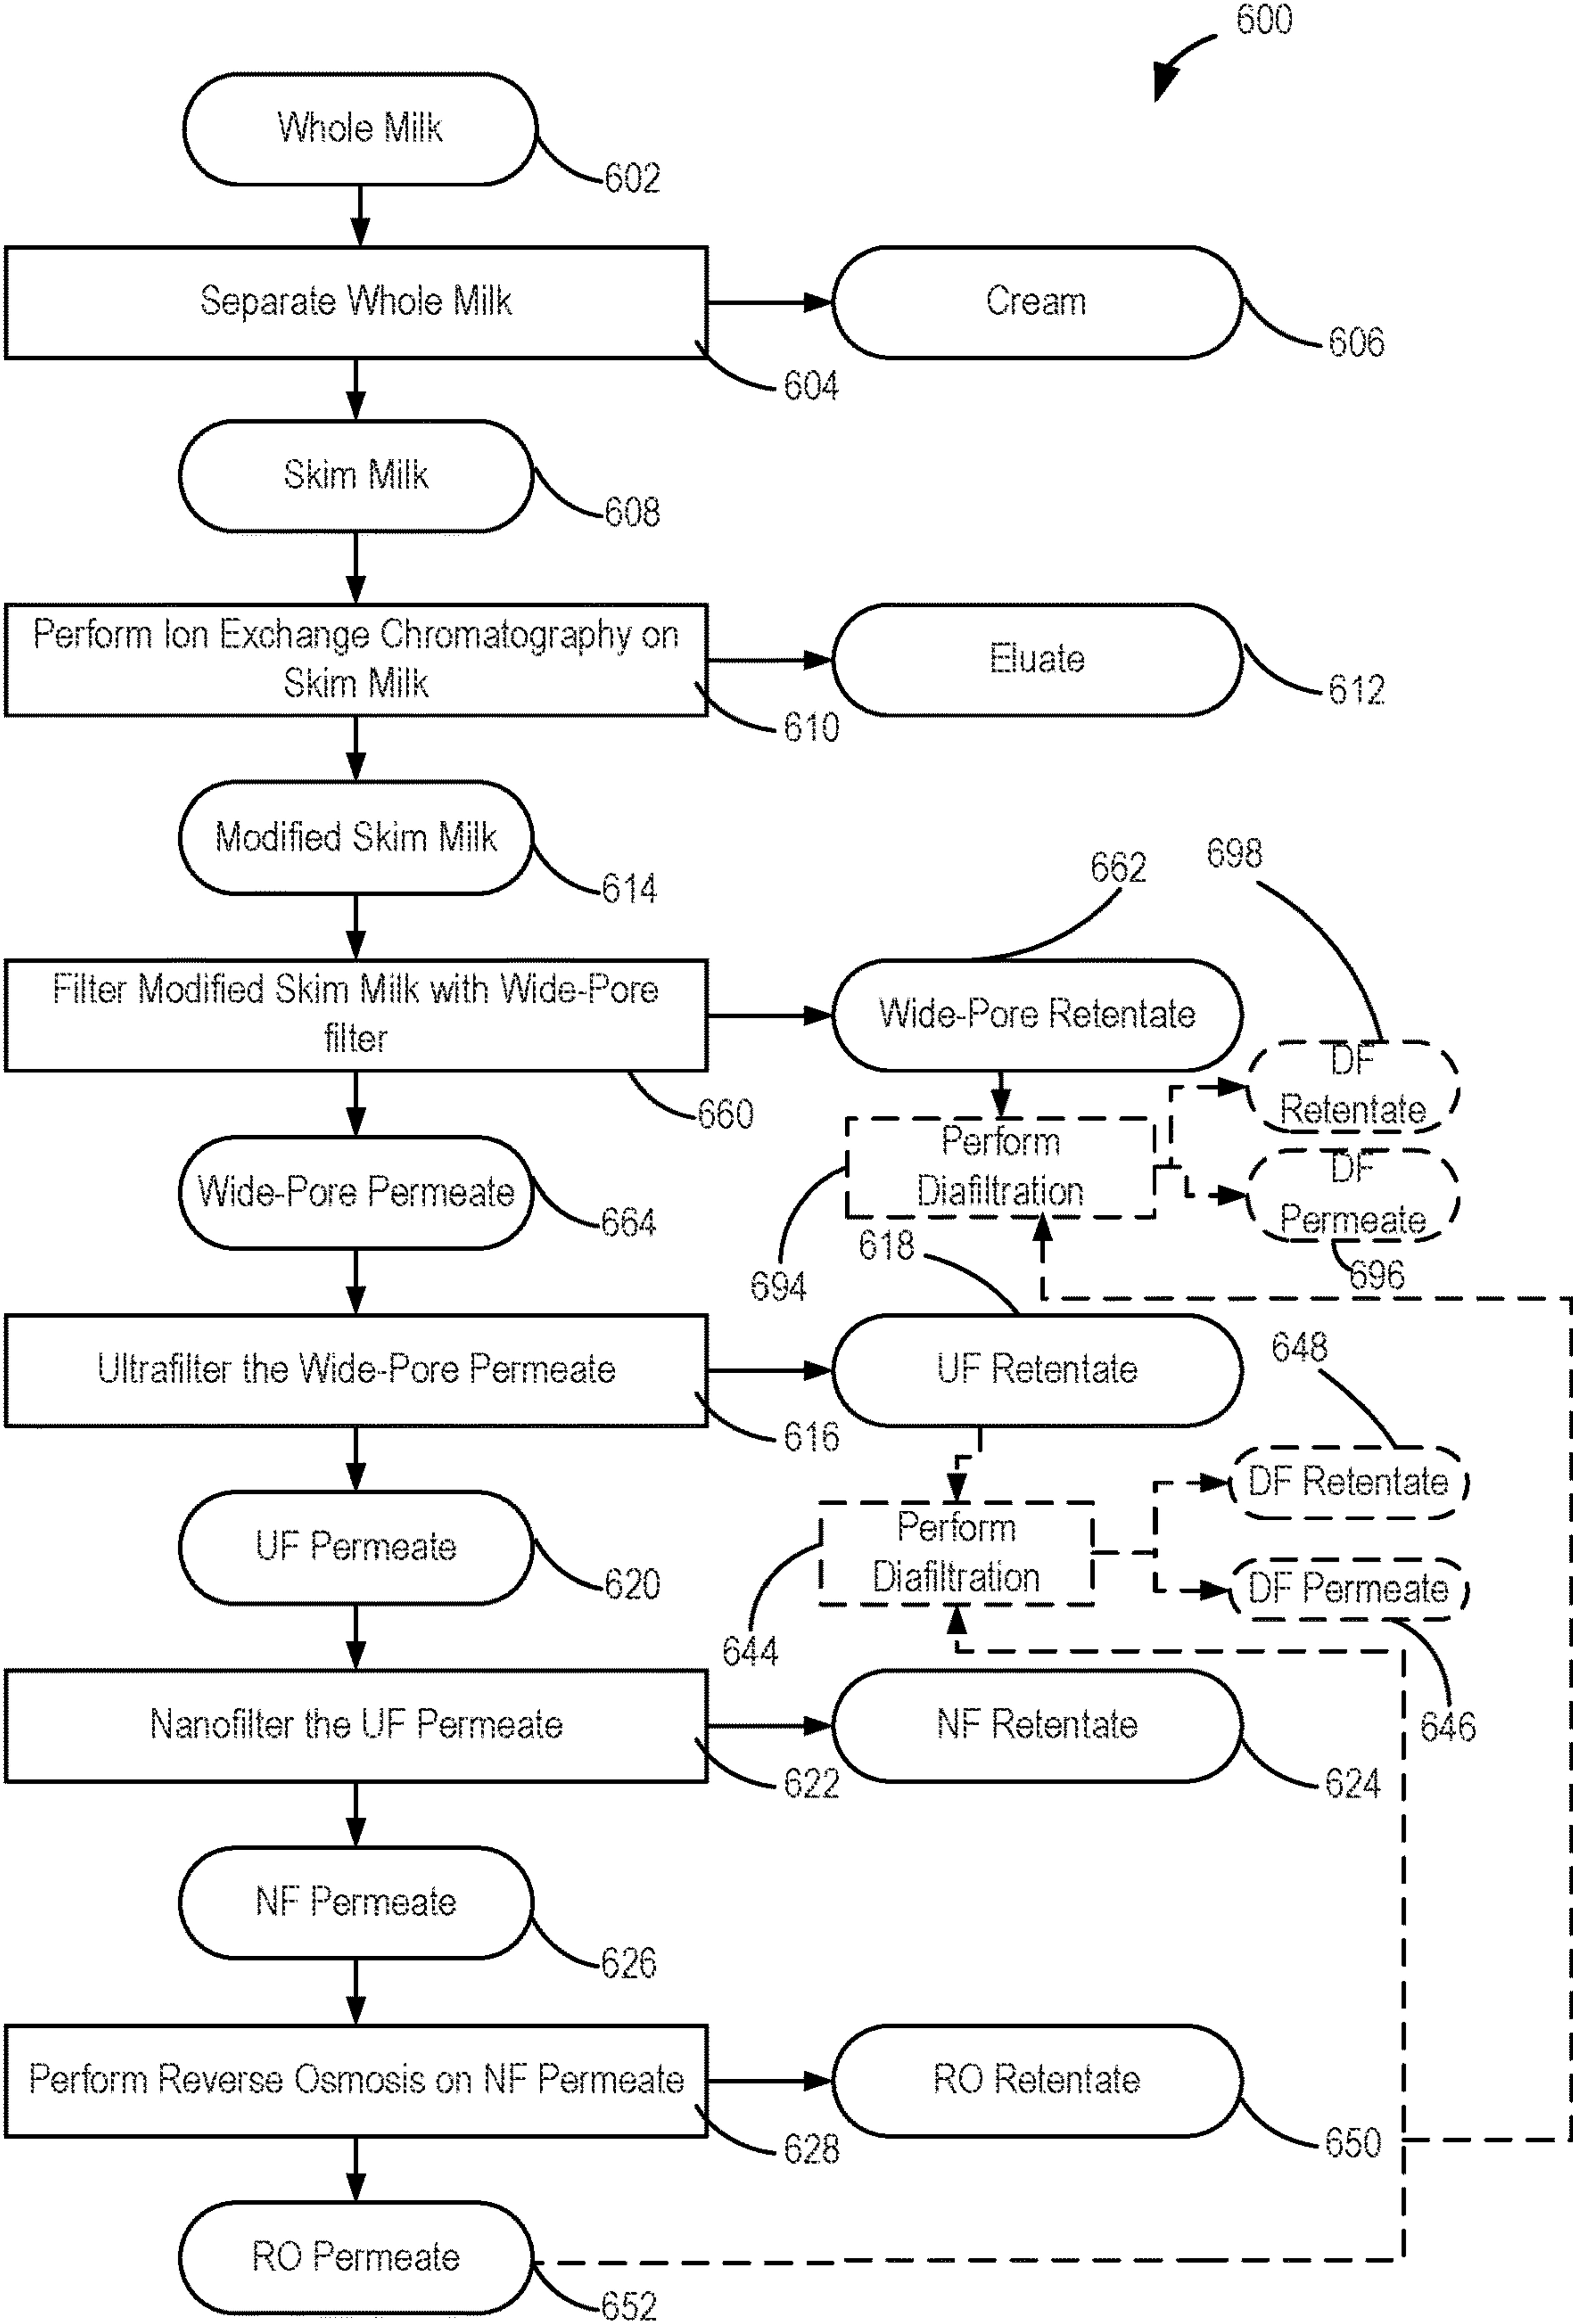 600
Whole Milk
602
Separate Whole Milk
Cream
606
604
Skim Milk
608
Perform Ion Exchange Chromatography on
Skim Milk
Eluate
612
610
Modified Skim Milk
614
662
698
Filter Modified Skim Milk with Wide-Pore
filter
Wide-Pore Retentate
660
DF
Retentate
Perform
Diafiltration
DF
Permeate
Wide-Pore Permeate
664
694
618
696
Ultrafilter the Wide-Pore Permeate
UF Retentate
648
616
DF Retentate
UF Permeate
620
Perform
Diafiltration
DF Permeate
644
646
Nanofilter the UF Permeate
NF Retentate
622
624
NF Permeate
626
Perform Reverse Osmosis on NF Permeate
RO Retentate
628
650
RO Permeate
652